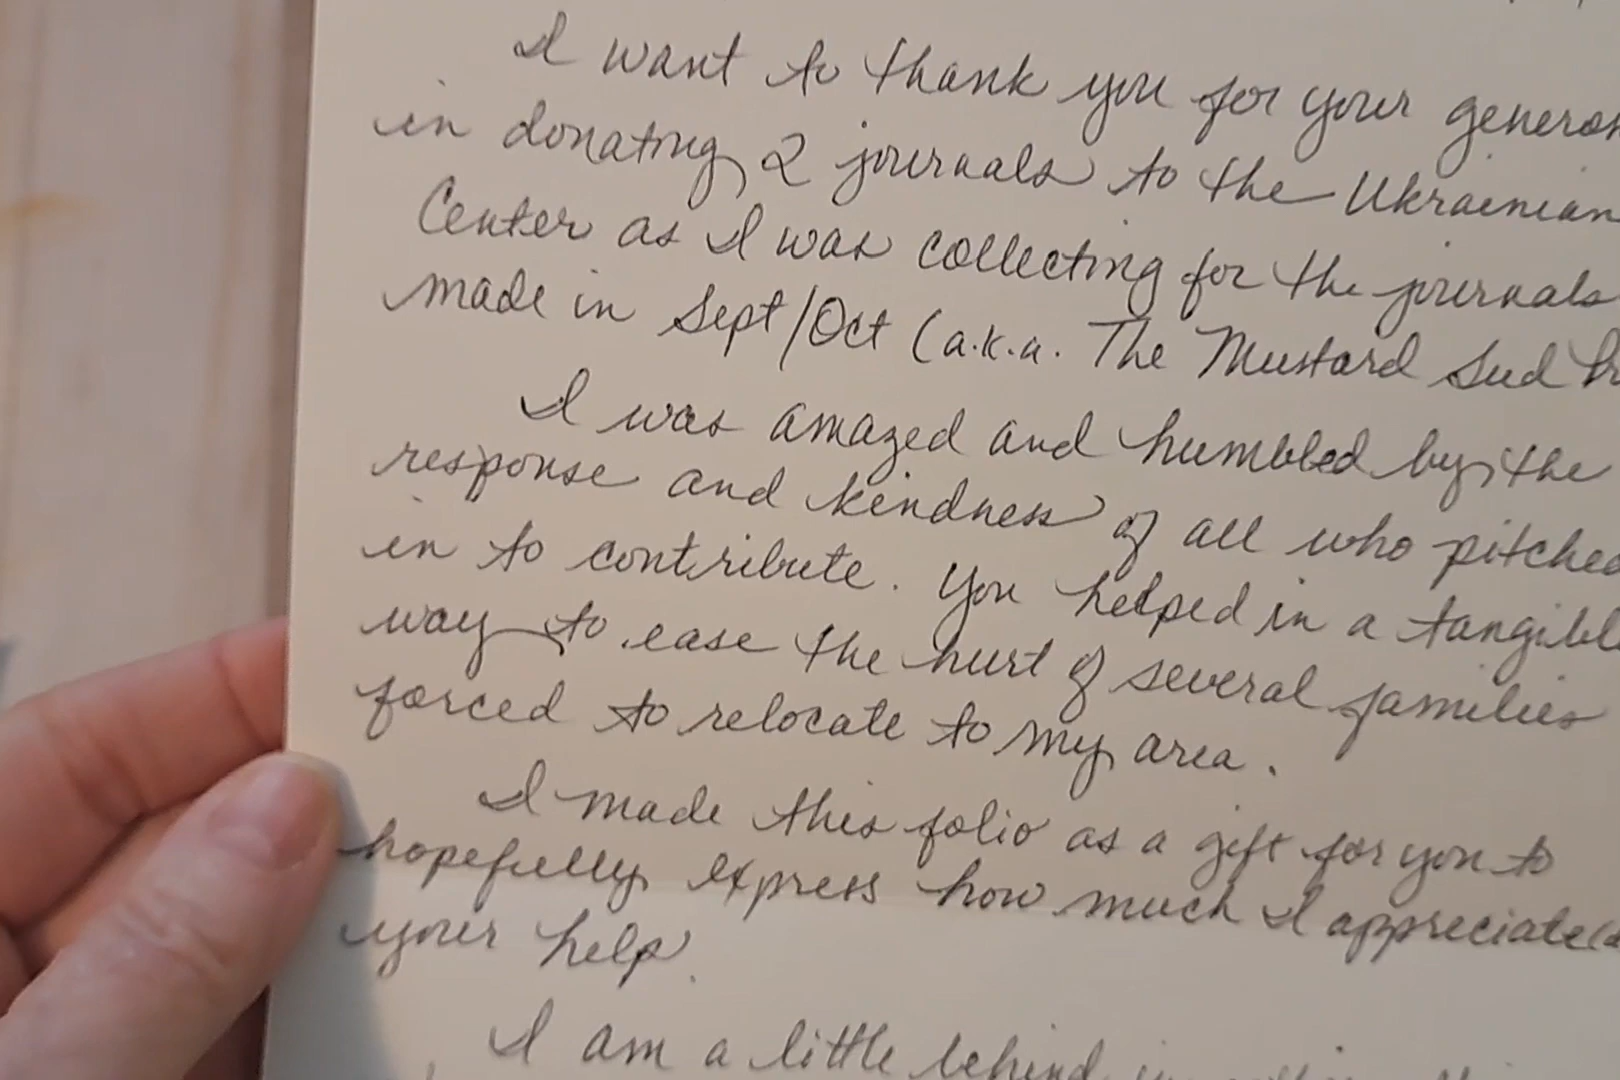 I want to thank you for your
in donating 2 journals to the Ukrainian
Center as I was collecting for the journals
made in Sept/Oct (a.k.a. The Mustard Seed
I was amazed and humbled by the
response and kindness of all who pitched
in to contribute. You helped in a tangible
way to ease the hurt of several families
forced to relocate to my area.
I made this folio as a gift for you to
hopefully express how much I appreciated
your help.
I am a little behind in